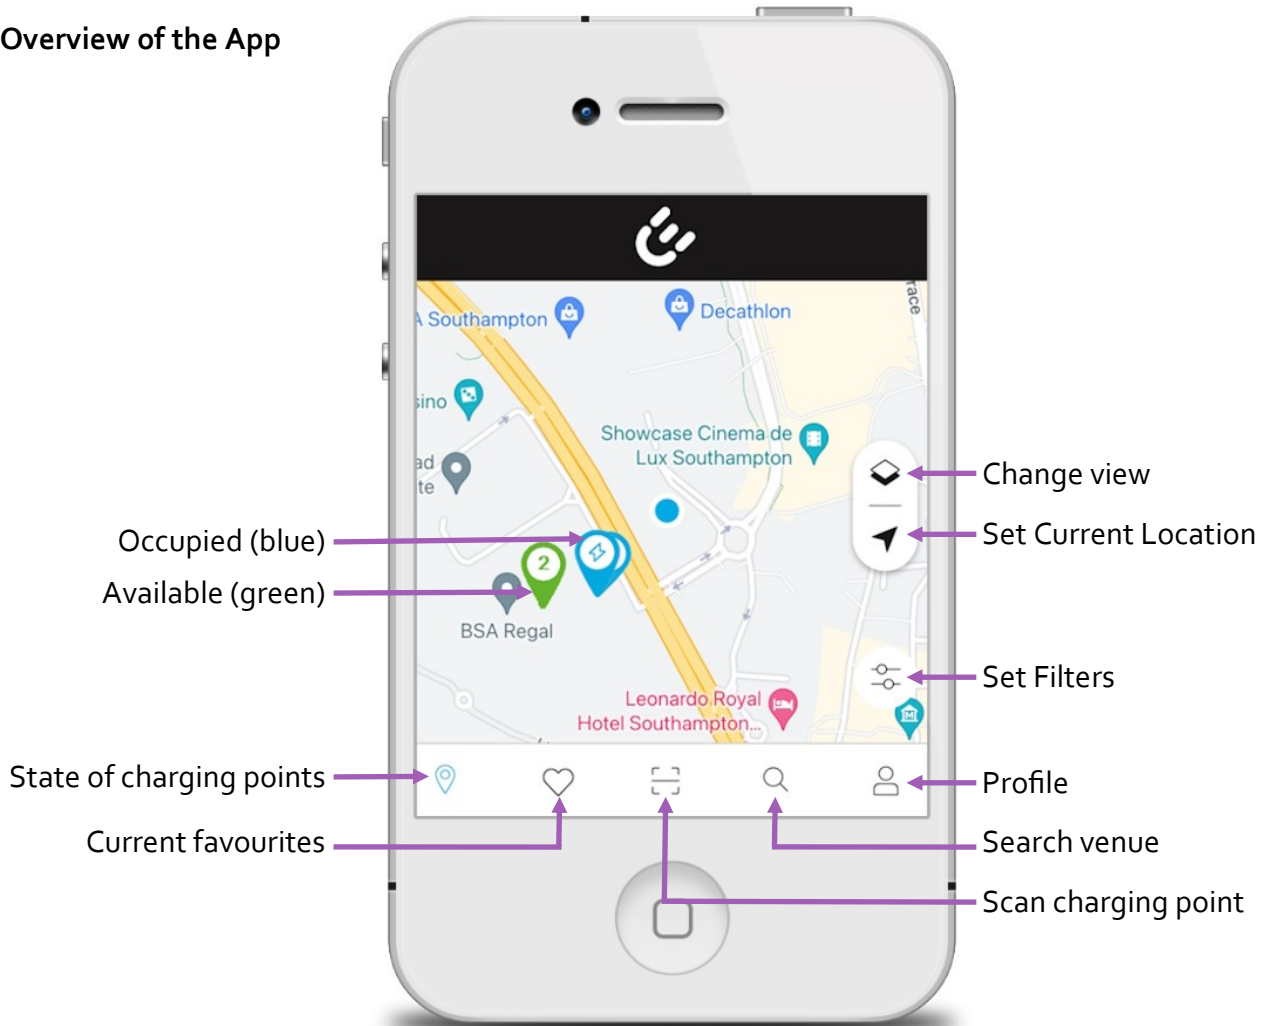 Overview of the App
Southampton
Decathlon
race
sino
Showcase Cinema de
Lux Southampton
ad
te
Change view
Set Current Location
Occupied (blue)
2
Available (green)
BSA Regal
Set Filters
Leonardo Royal
Hotel Southampton...
State of charging points
Profile
Current favourites
Search venue
Scan charging point